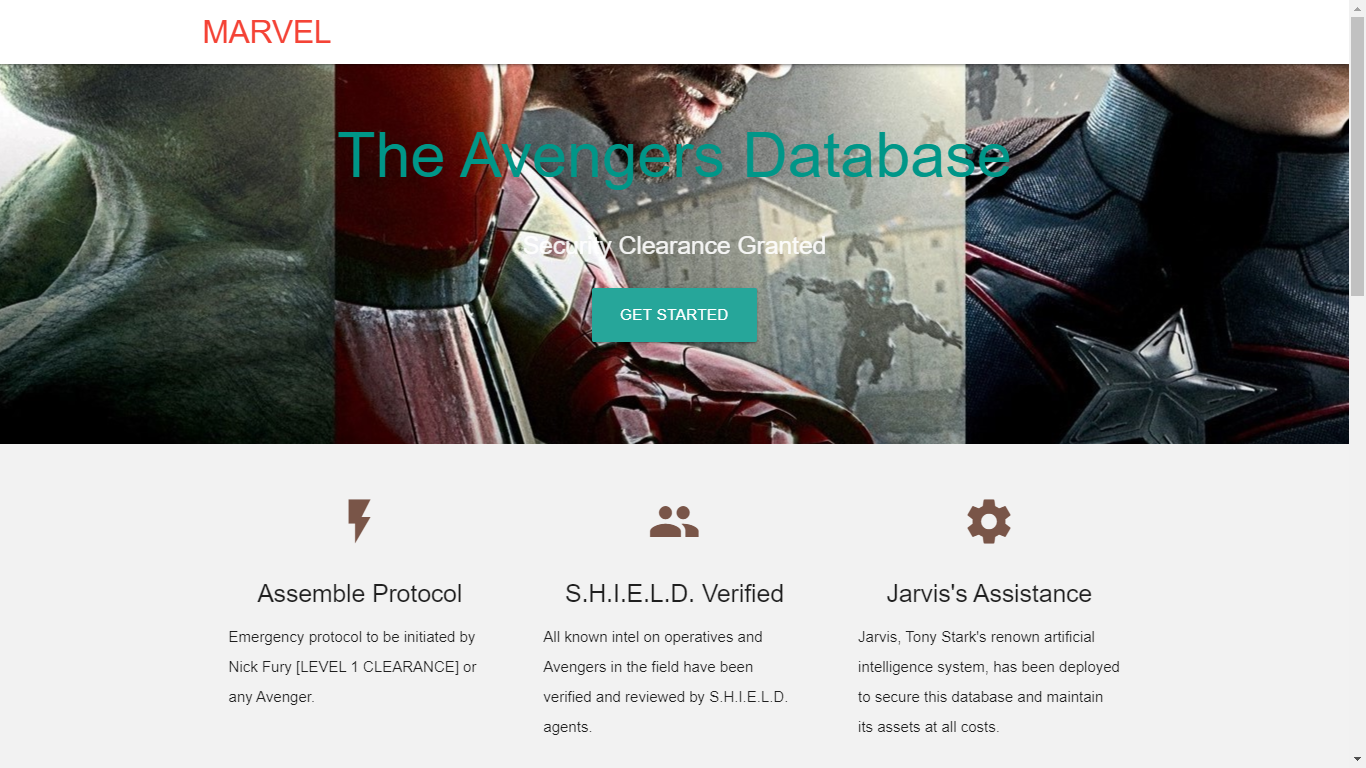 MARVEL
The Avengers Database
Security Clearance Granted
GET STARTED
Assemble Protocol
Emergency protocol to be initiated by
Nick Fury [LEVEL 1 CLEARANCE] or
any Avenger.
S.H.I.E.L.D. Verified
All known intel on operatives and
Avengers in the field have been
verified and reviewed by S.H.I.E.L.D.
agents.
Jarvis's Assistance
Jarvis, Tony Stark's renown artificial
intelligence system, has been deployed
to secure this database and maintain
its assets at all costs.